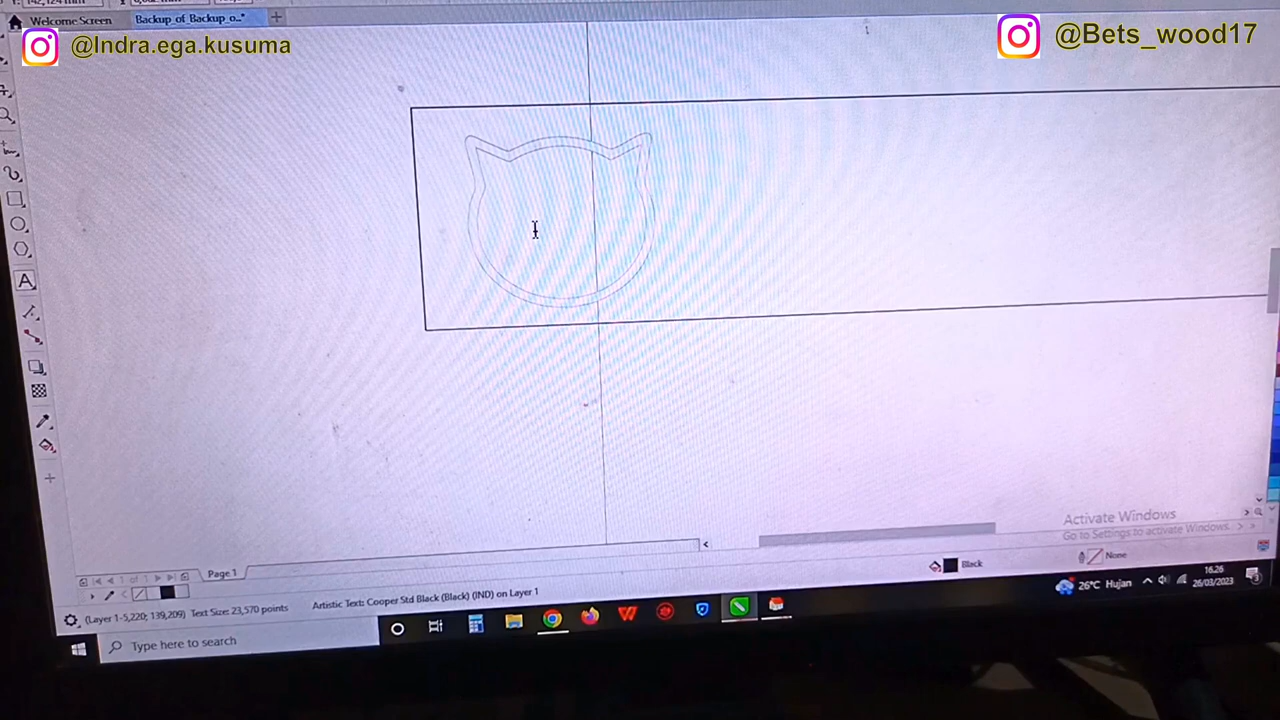 Welcome Screen
Backup_of_Backup_o...*
@Indra.ega.kusuma
@Bets_wood17
A
Activate Windows
Go to Settings to activate Windows.
Page 1
Black
None
(Layer 1-5,220; 139,209) Text Size: 23,570 points
Artistic Text: Cooper Std Black (Black) (IND) on Layer 1
26°C Hujan
16.26
26/03/2023
Type here to search